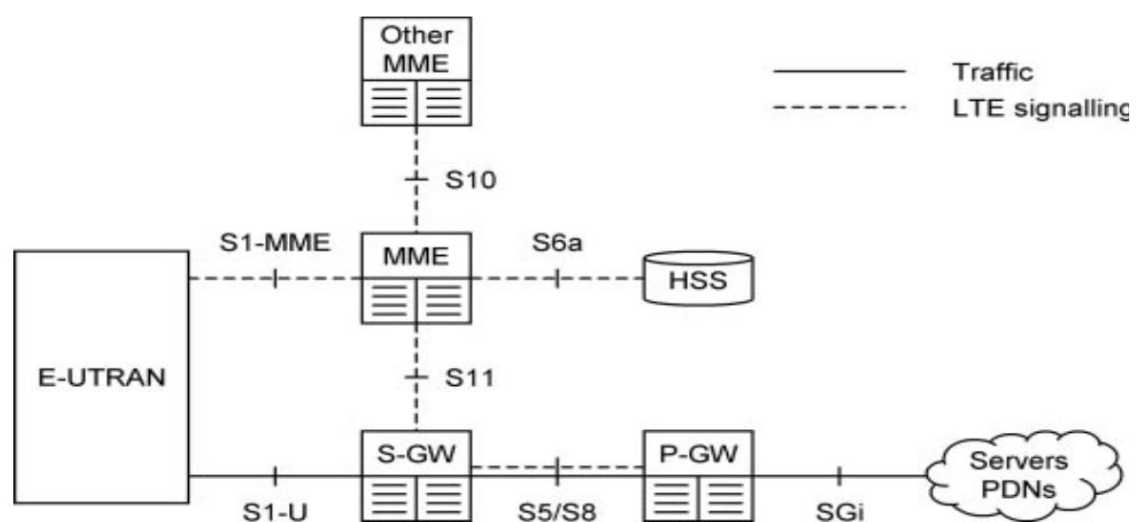 Other
MME
Traffic
LTE signalling
S10
S1-MME
MME
S6a
HSS
E-UTRAN
S11
S-GW
P-GW
Servers
PDNs
S1-U
S5/S8
SGi